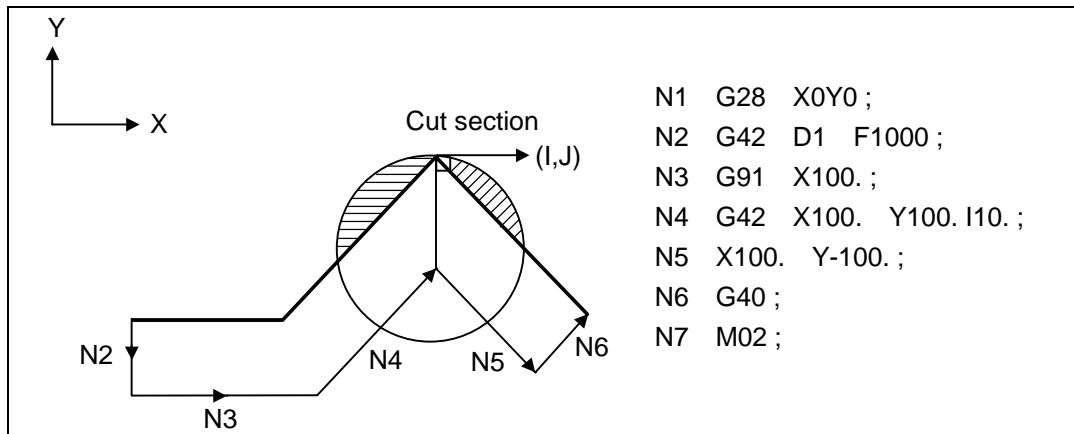 Y
X
Cut section
(I,J)
N2
N3
N4
N5
N6
N1 G28 X0Y0 ;
N2 G42 D1 F1000 ;
N3 G91 X100. ;
N4 G42 X100. Y100. I10. ;
N5 X100. Y-100. ;
N6 G40 ;
N7 M02 ;